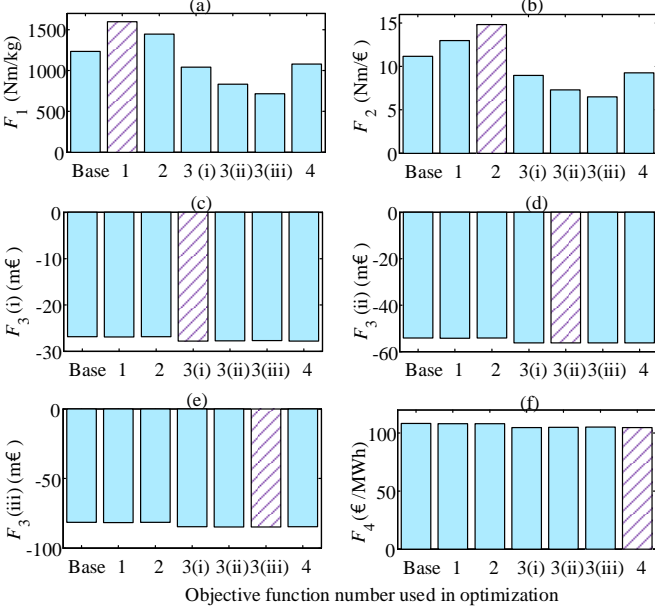 (a)
F1 (Nm/kg)
1500
1000
500
0
Base 1 2 3 (i) 3(ii) 3(iii) 4
(b)
F2 (Nm/€)
15
10
5
0
Base 1 2 3(i) 3(ii) 3(iii) 4
(c)
F3 (i) (m€ )
0
-10
-20
-30
Base 1 2 3(i) 3(ii) 3(iii) 4
(d)
F3 (ii) (m€ )
0
-20
-40
-60
Base 1 2 3(i) 3(ii) 3(iii) 4
(e)
F3 (iii) (m€ )
0
-50
-100
Base 1 2 3(i) 3(ii) 3(iii) 4
(f)
F4 (€ /MWh)
100
50
0
Base 1 2 3(i) 3(ii) 3(iii) 4
Objective function number used in optimization